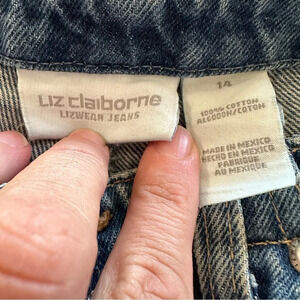 Liz claiborne
LIZWEAR JEANS
14
100% COTTON
ALGODON/COTON
MADE IN MEXICO
HECHO EN MEXICO
FABRIQUE
AU MEXIQUE